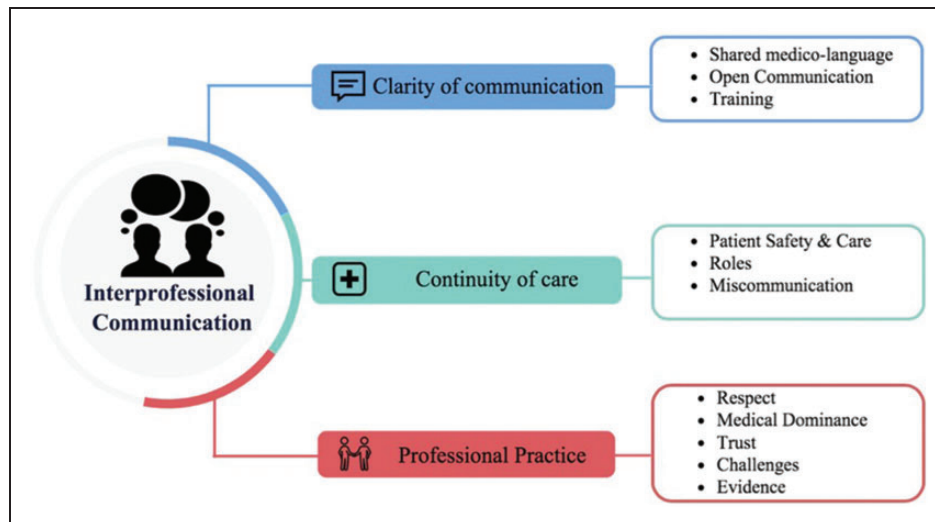 Interprofessional
Communication
Clarity of communication
• Shared medico-language
• Open Communication
• Training
Continuity of care
• Patient Safety & Care
• Roles
• Miscommunication
Professional Practice
• Respect
• Medical Dominance
• Trust
• Challenges
• Evidence